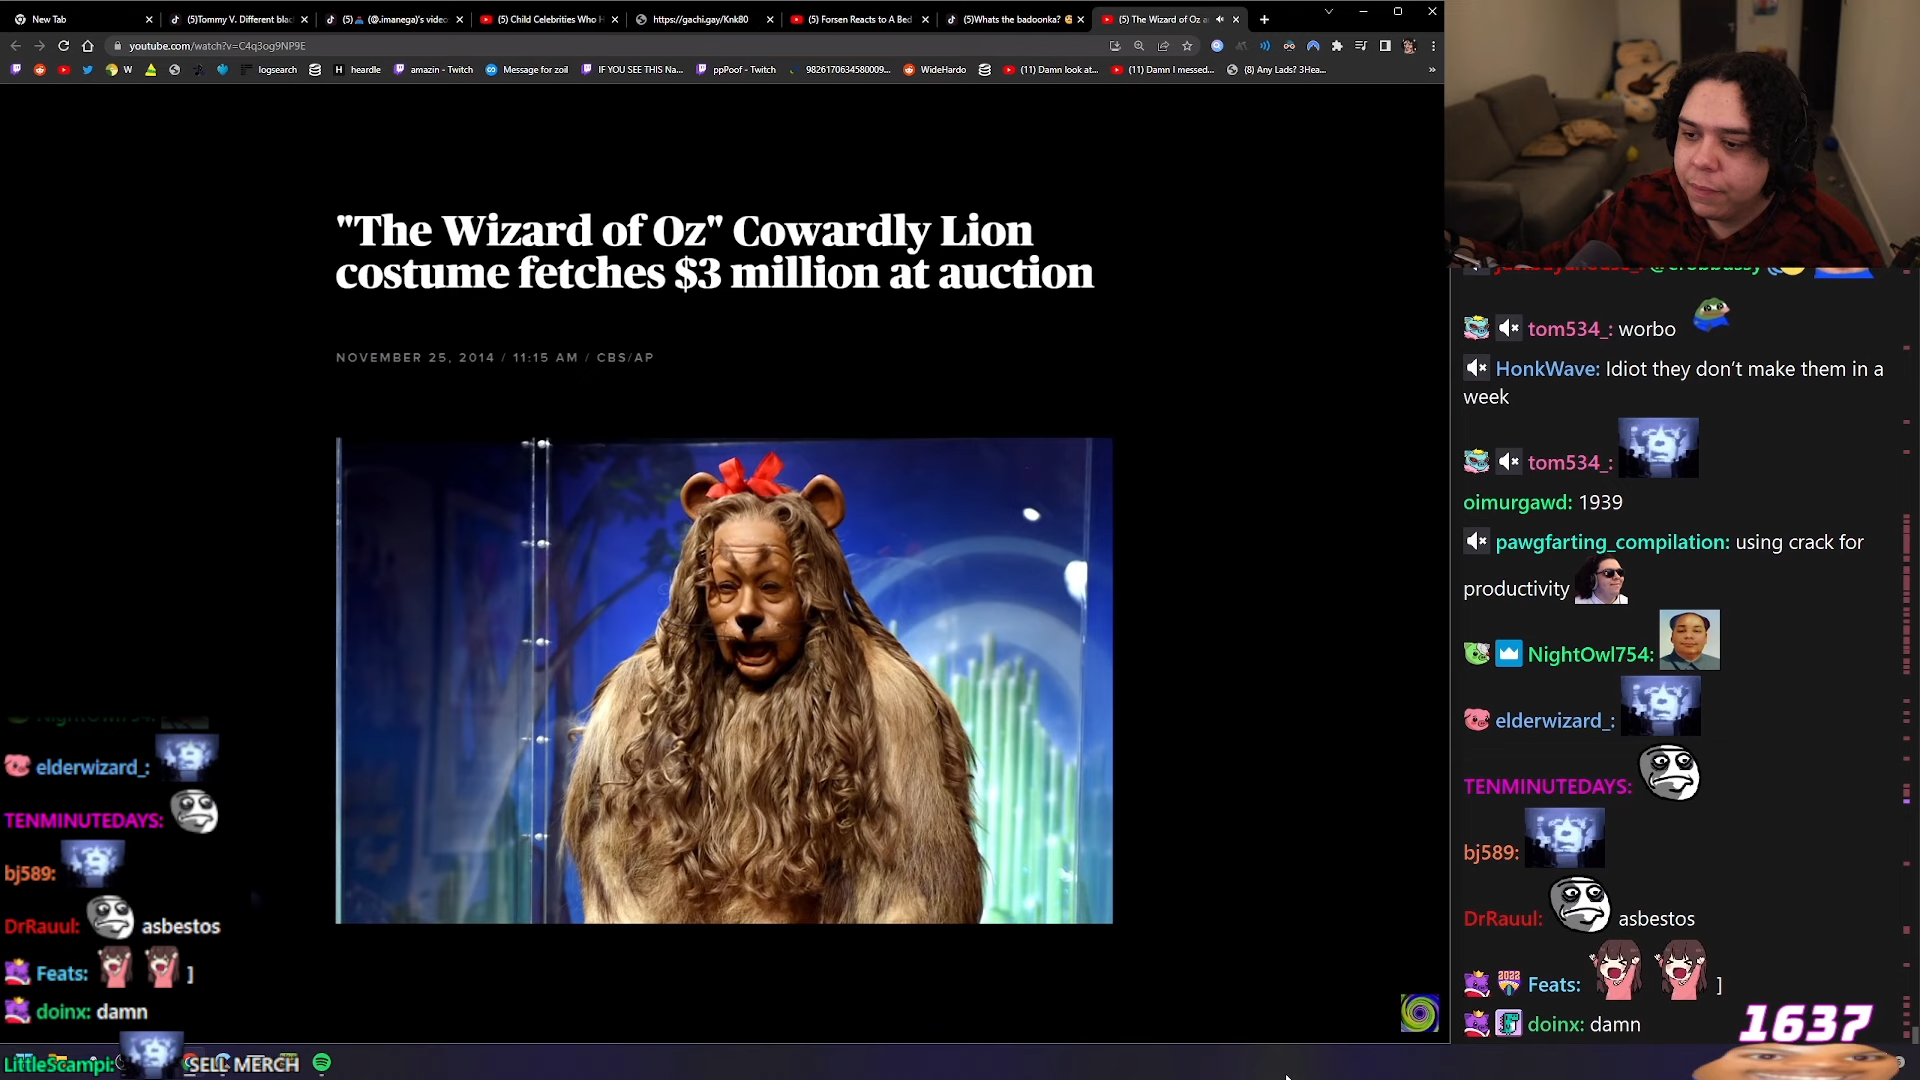 New Tab
(5)Tommy V. Different blac
(5) (@.imanega)'s video
(5) Child Celebrities Who H
https://gachi.gay/Knk80
(5) Forsen Reacts to A Bed
(5)Whats the badoonka?
(5) The Wizard of Oz a
youtube.com/watch?v=C4q3og9NP9E
W
logsearch
H heardle
amazin - Twitch
Message for zoil
IF YOU SEE THIS Na...
ppPoof - Twitch
9826170634580009...
WideHardo
(11) Damn look at...
(11) Damn I messed...
(8) Any Lads? 3Hea...
"The Wizard of Oz" Cowardly Lion
costume fetches $3 million at auction
NOVEMBER 25, 2014 / 11:15 AM / CBS/AP
elderwizard_:
TENMINUTEDAYS:
bj589:
DrRauul: asbestos
Feats: ]
doinx: damn
LittleScampi: SELL MERCH
tom534_: worbo
HonkWave: Idiot they don't make them in a
week
tom534_:
oimurgawd: 1939
pawgfarting_compilation: using crack for
productivity
NightOwl754:
elderwizard_:
TENMINUTEDAYS:
bj589:
DrRauul: asbestos
2022
Feats: ]
doinx: damn
1637